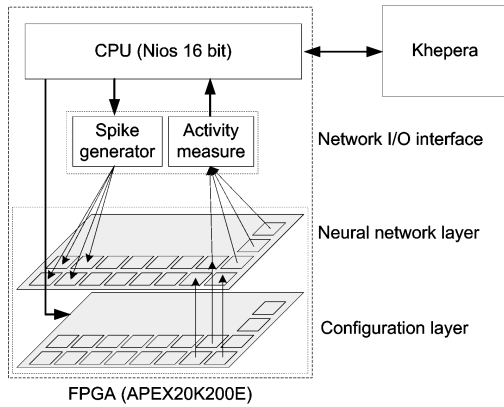 CPU (Nios 16 bit)
Khepera
Spike
generator
Activity
measure
Network I/O interface
Neural network layer
Configuration layer
FPGA (APEX20K200E)